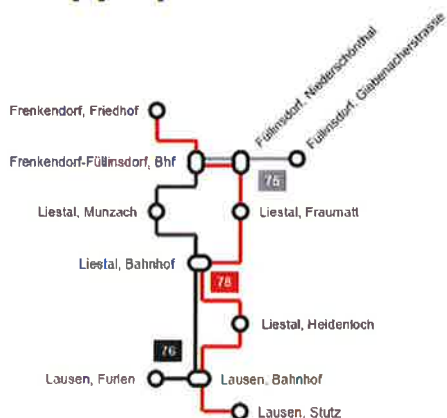 Füllinsdorf, Niederschönthal
Füllinsdorf, Giebenacherstrasse
Frenkendorf, Friedhof
Frenkendorf-Füllinsdorf, Bhf
75
Liestal, Munzach
Liestal, Fraumatt
Liestal, Bahnhof
78
Liestal, Heidenloch
76
Lausen, Furlen
Lausen, Bahnhof
Lausen, Stutz